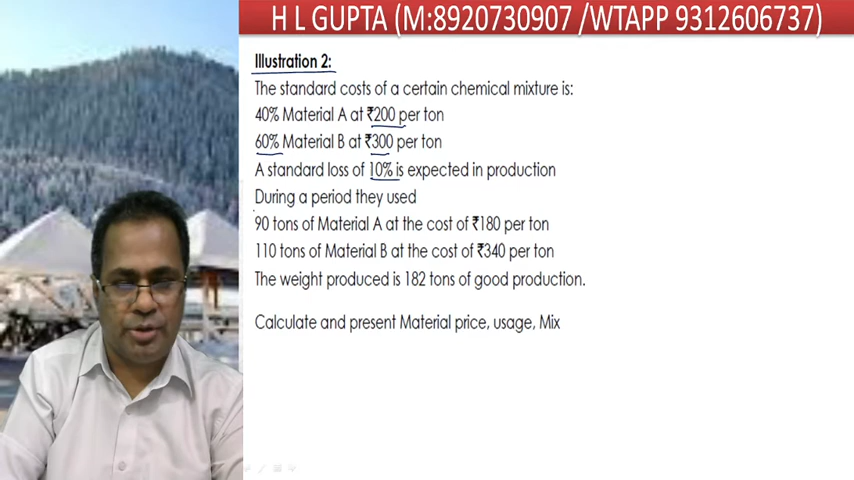 H L GUPTA (M:8920730907 /WTAPP 9312606737)
Illustration 2:
The standard costs of a certain chemical mixture is:
40% Material A at ₹200 per ton
60% Material B at ₹300 per ton
A standard loss of 10% is expected in production
During a period they used
90 tons of Material A at the cost of ₹180 per ton
110 tons of Material B at the cost of ₹340 per ton
The weight produced is 182 tons of good production.
Calculate and present Material price, usage, Mix